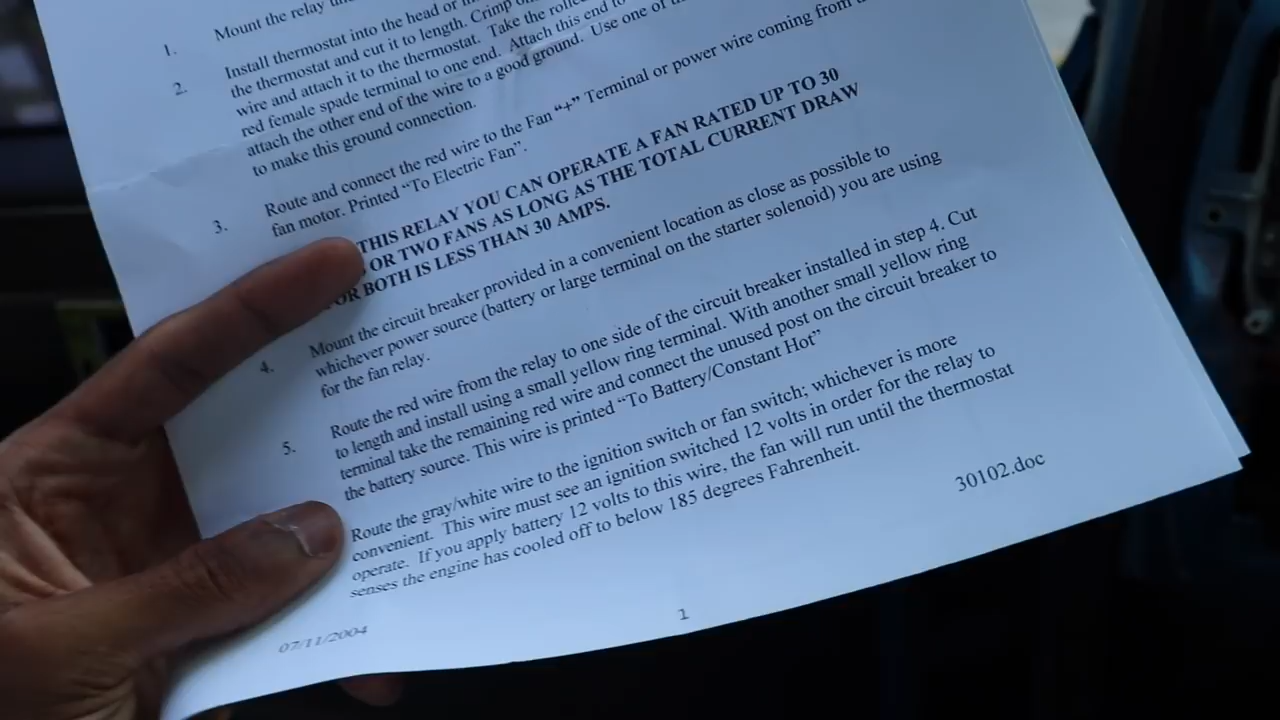 1.
Mount the relay
2.
Install thermostat into the head or
the thermostat and cut it to length. Crimp
wire and attach it to the thermostat. Take the
red female spade terminal to one end. Attach this end to
attach the other end of the wire to a good ground. Use one of
to make this ground connection.
3.
Route and connect the red wire to the Fan “+” Terminal or power wire coming from
fan motor. Printed “To Electric Fan”.
THIS RELAY YOU CAN OPERATE A FAN RATED UP TO 30
OR TWO FANS AS LONG AS THE TOTAL CURRENT DRAW
OR BOTH IS LESS THAN 30 AMPS.
4.
Mount the circuit breaker provided in a convenient location as close as possible to
whichever power source (battery or large terminal on the starter solenoid) you are using
for the fan relay.
5.
Route the red wire from the relay to one side of the circuit breaker installed in step 4. Cut
to length and install using a small yellow ring terminal. With another small yellow ring
terminal take the remaining red wire and connect the unused post on the circuit breaker to
the battery source. This wire is printed “To Battery/Constant Hot”
Route the gray/white wire to the ignition switch or fan switch; whichever is more
convenient. This wire must see an ignition switched 12 volts in order for the relay to
operate. If you apply battery 12 volts to this wire, the fan will run until the thermostat
senses the engine has cooled off to below 185 degrees Fahrenheit.
30102.doc
07/11/2004
1